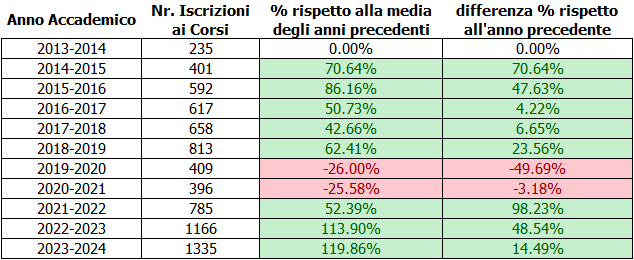 Anno Accademico Nr. Iscrizioni ai Corsi % rispetto alla media degli anni precedenti differenza % rispetto all'anno precedente
2013-2014 235 0.00% 0.00%
2014-2015 401 70.64% 70.64%
2015-2016 592 86.16% 47.63%
2016-2017 617 50.73% 4.22%
2017-2018 658 42.66% 6.65%
2018-2019 813 62.41% 23.56%
2019-2020 409 -26.00% -49.69%
2020-2021 396 -25.58% -3.18%
2021-2022 785 52.39% 98.23%
2022-2023 1166 113.90% 48.54%
2023-2024 1335 119.86% 14.49%